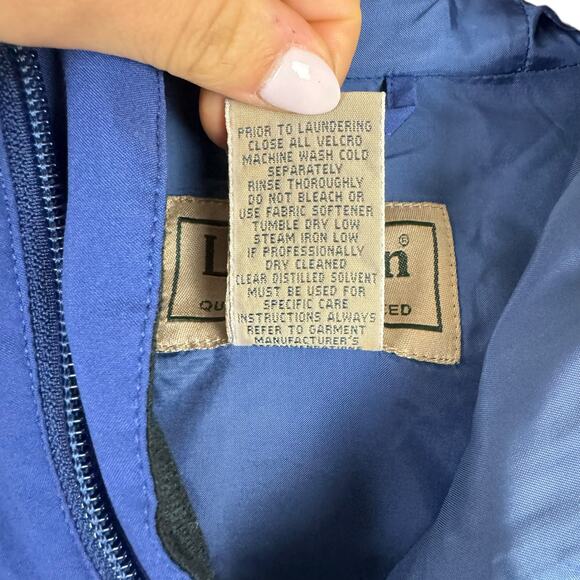 PRIOR TO LAUNDERING
CLOSE ALL VELCRO
MACHINE WASH COLD
SEPARATELY
RINSE THOROUGHLY
DO NOT BLEACH OR
USE FABRIC SOFTENER
TUMBLE DRY LOW
STEAM IRON LOW
IF PROFESSIONALLY
DRY CLEANED
CLEAR DISTILLED SOLVENT
MUST BE USED FOR
SPECIFIC CARE
INSTRUCTIONS ALWAYS
REFER TO GARMENT
MANUFACTURER'S